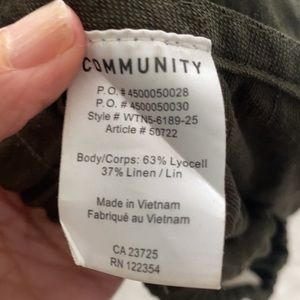 COMMUNITY
P.O. # 4500050028
P.O. # 4500050030
Style # WTN5-6189-25
Article # 50722
Body/Corps: 63% Lyocell
37% Linen / Lin
Made in Vietnam
Fabriqué au Vietnam
CA 23725
RN 122354